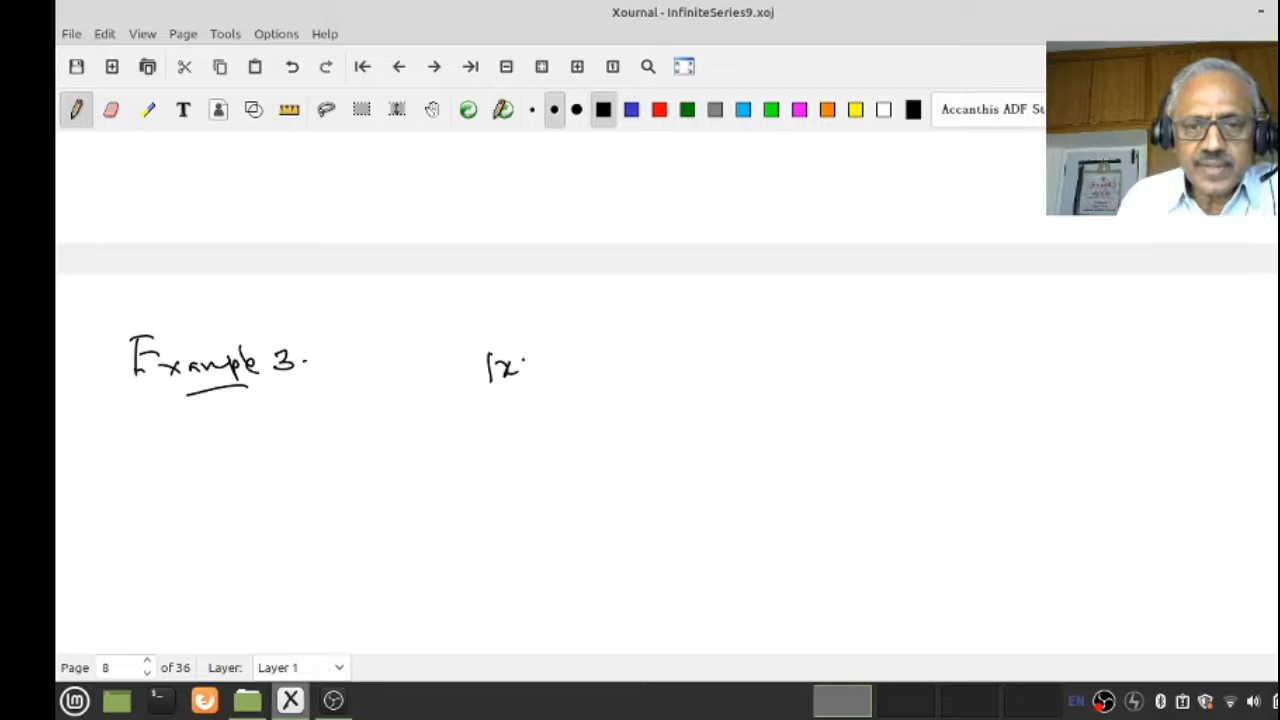 Xournal - InfiniteSeries9.xoj
File Edit View Page Tools Options Help
Accanthis ADF St
Example 3.
|x
Page 8 of 36 Layer: Layer 1
EN